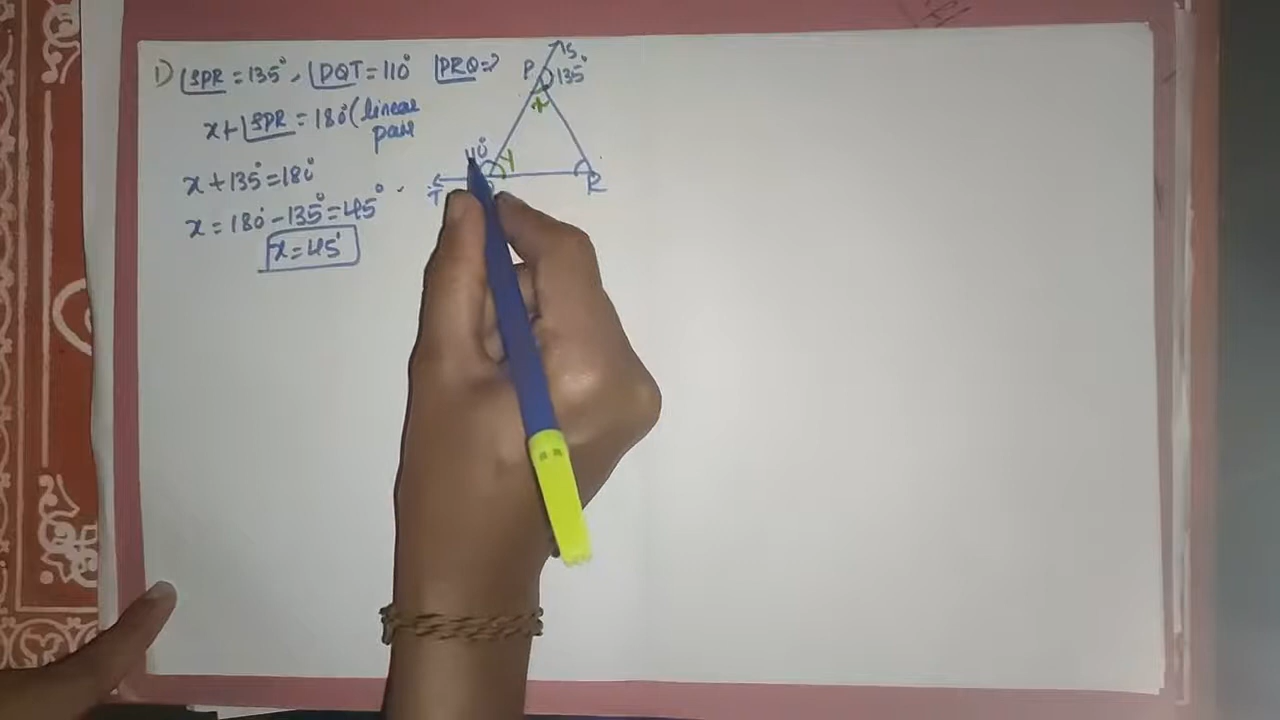 1) ∠SPR = 135°, ∠PQT = 110° ∠PRQ = ?
x + ∠SPR = 180° (linear
pair
x + 135° = 180°
x = 180° - 135° = 45°
x = 45°
S
P
135°
x
110°
y
T
R